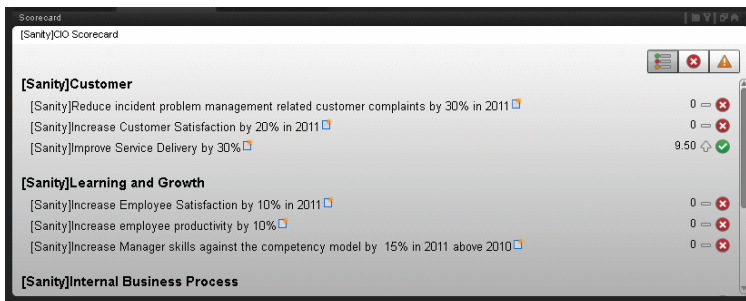 Scorecard
[Sanity]CIO Scorecard
[Sanity]Customer
[Sanity]Reduce incident problem management related customer complaints by 30% in 2011 0
[Sanity]Increase Customer Satisfaction by 20% in 2011 0
[Sanity]Improve Service Delivery by 30% 9.50
[Sanity]Learning and Growth
[Sanity]Increase Employee Satisfaction by 10% in 2011 0
[Sanity]Increase employee productivity by 10% 0
[Sanity]Increase Manager skills against the competency model by 15% in 2011 above 2010 0
[Sanity]Internal Business Process